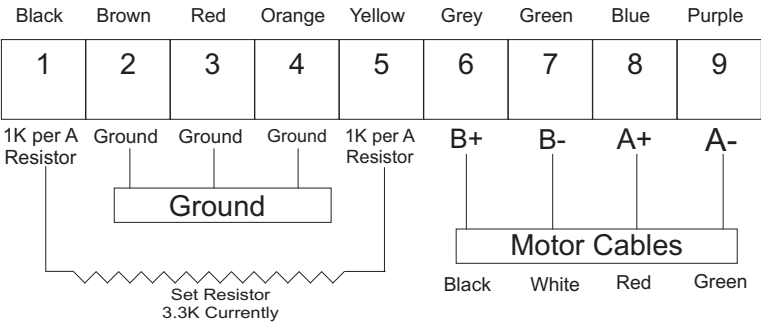 Black Brown Red Orange Yellow Grey Green Blue Purple
1 2 3 4 5 6 7 8 9
1K per A Ground Ground Ground 1K per A B+ B- A+ A-
Resistor Resistor
Ground
Motor Cables
Black White Red Green
Set Resistor
3.3K Currently